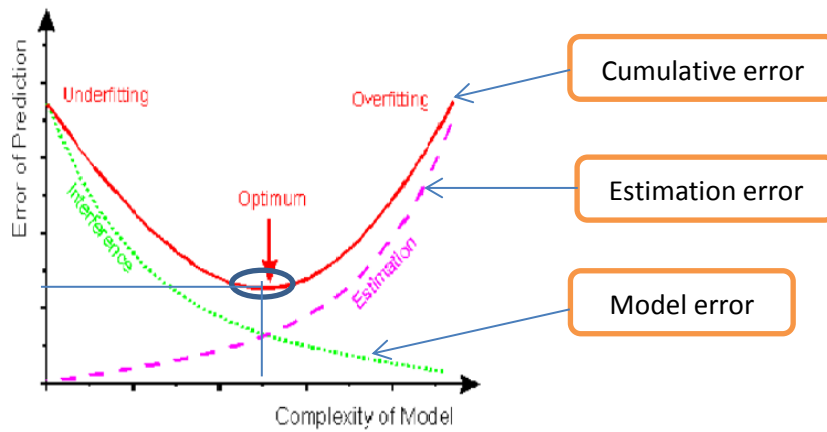 Cumulative error
Underfitting
Overfitting
Error of Prediction
Estimation error
Interference
Optimum
Estimation
Model error
Complexity of Model